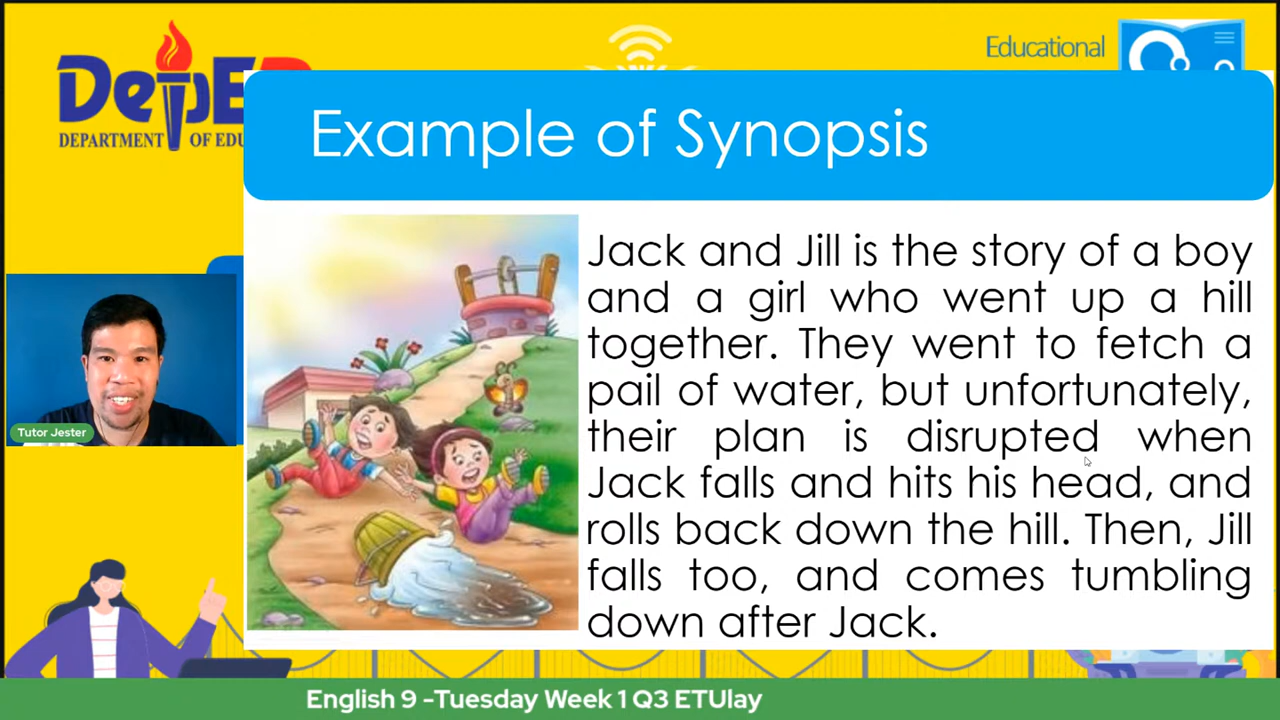 Educational
DepED
DEPARTMENT OF EDU
Example of Synopsis
Jack and Jill is the story of a boy
and a girl who went up a hill
together. They went to fetch a
pail of water, but unfortunately,
their plan is disrupted when
Jack falls and hits his head, and
rolls back down the hill. Then, Jill
falls too, and comes tumbling
down after Jack.
Tutor Jester
English 9 -Tuesday Week 1 Q3 ETUlay